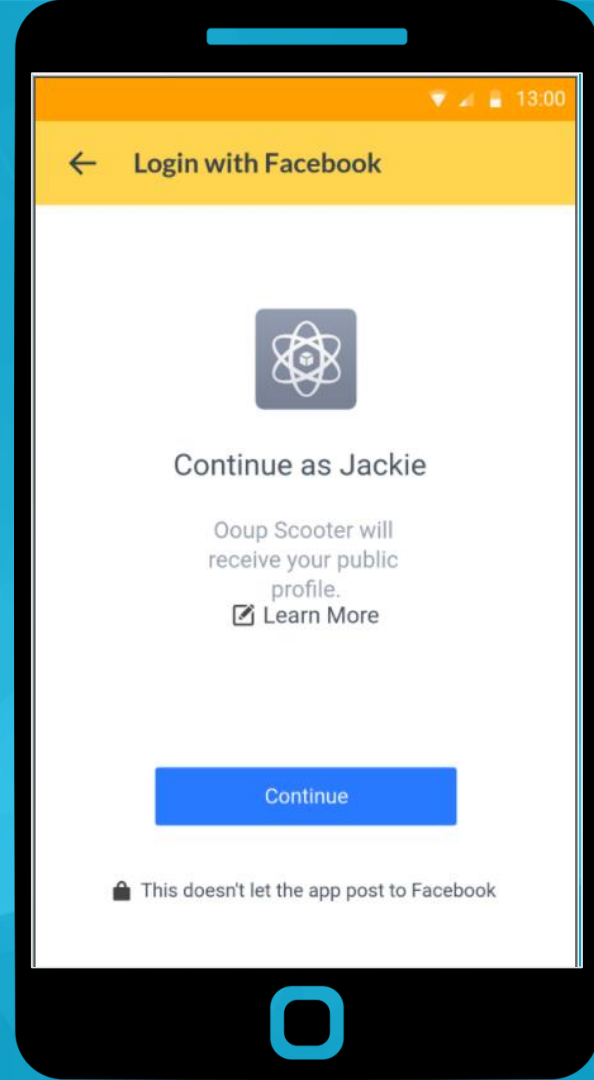 13:00
Login with Facebook
Continue as Jackie
Ooup Scooter will
receive your public
profile.
Learn More
Continue
This doesn't let the app post to Facebook